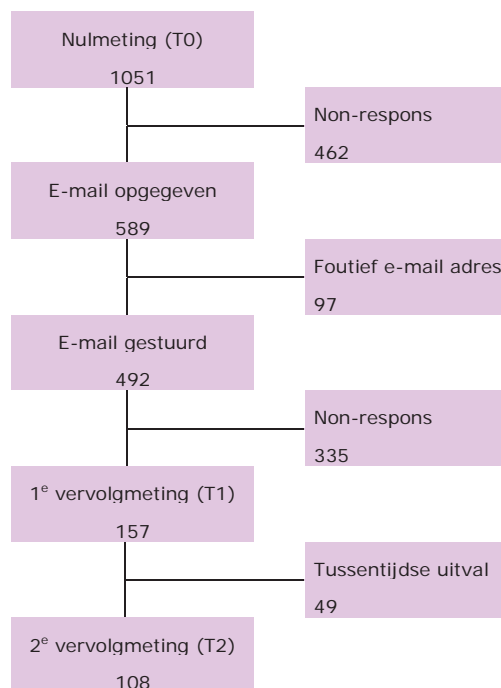 Nulmeting (T0)
1051
Non-respons
462
E-mail opgegeven
589
Foutief e-mail adres
97
E-mail gestuurd
492
Non-respons
335
1e vervolgmeting (T1)
157
Tussentijdse uitval
49
2e vervolgmeting (T2)
108